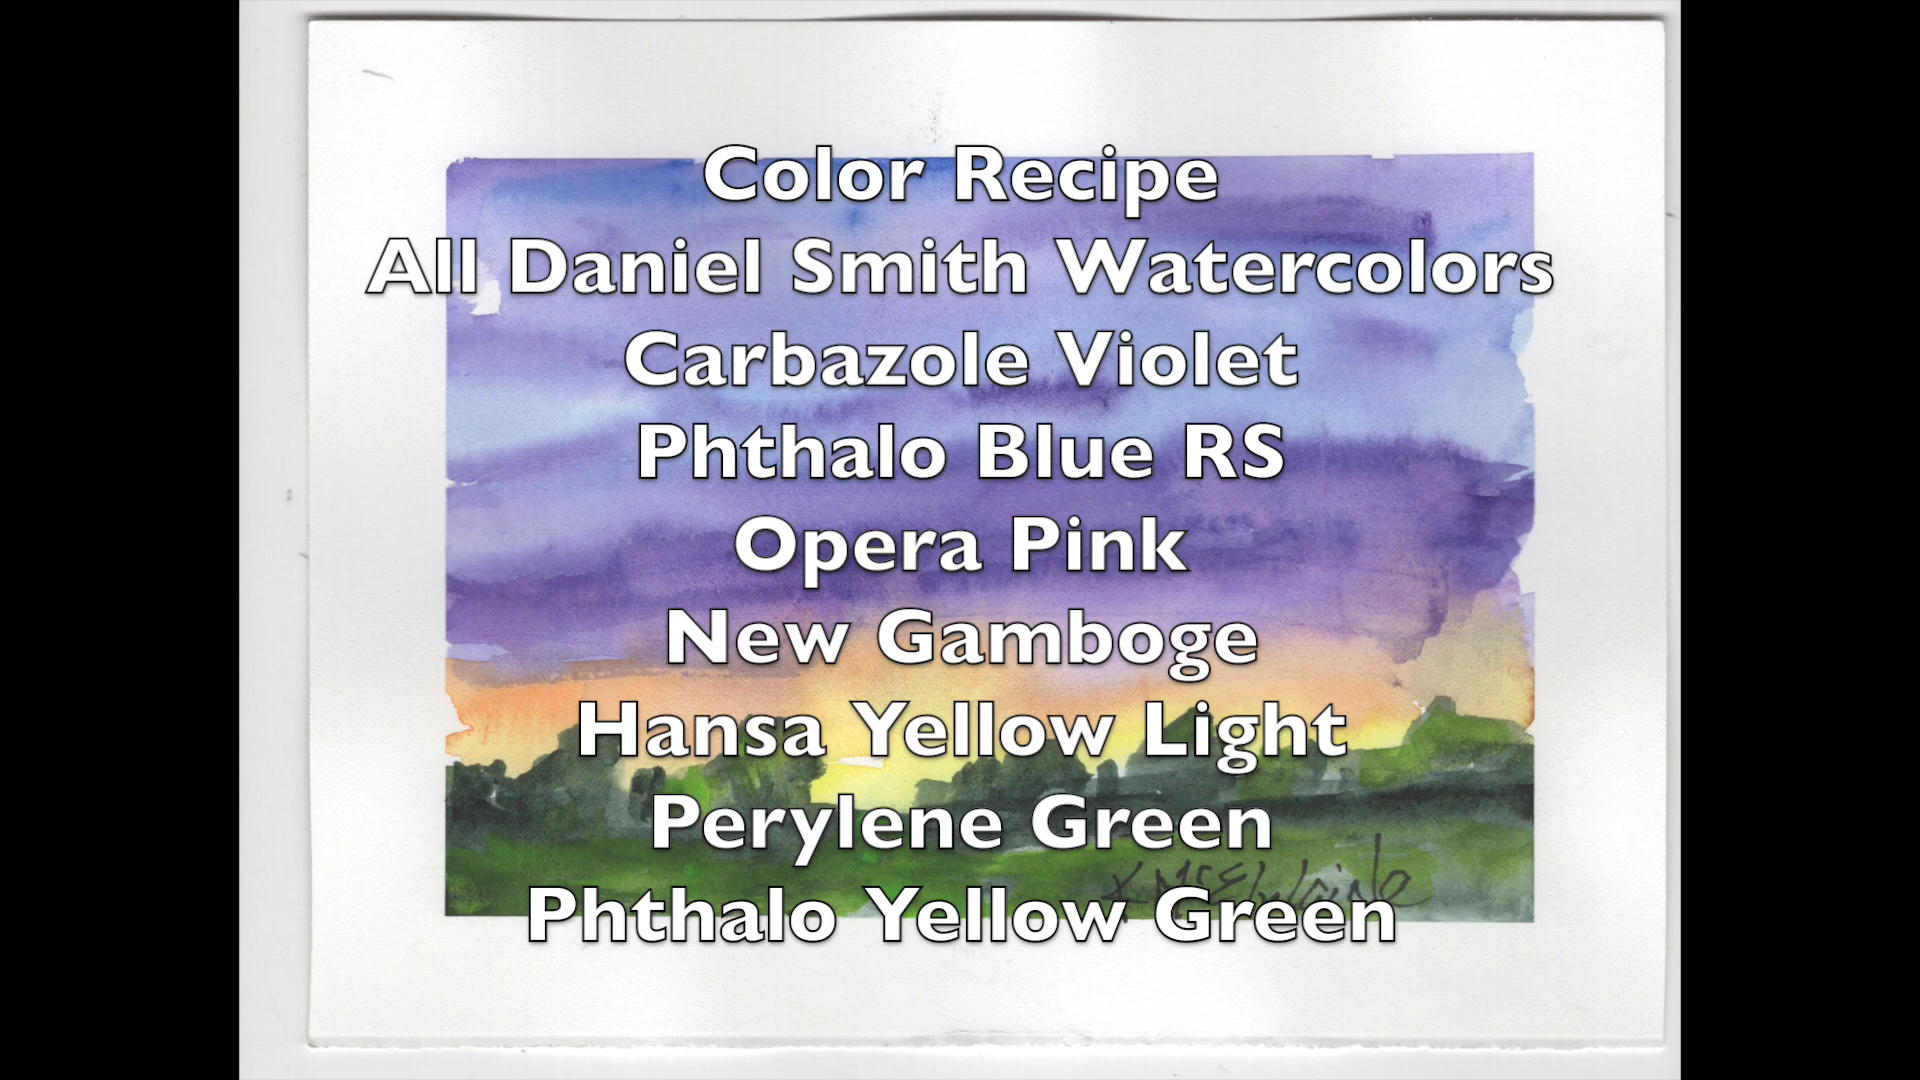 Color Recipe
All Daniel Smith Watercolors
Carbazole Violet
Phthalo Blue RS
Opera Pink
New Gamboge
Hansa Yellow Light
Perylene Green
Phthalo Yellow Green